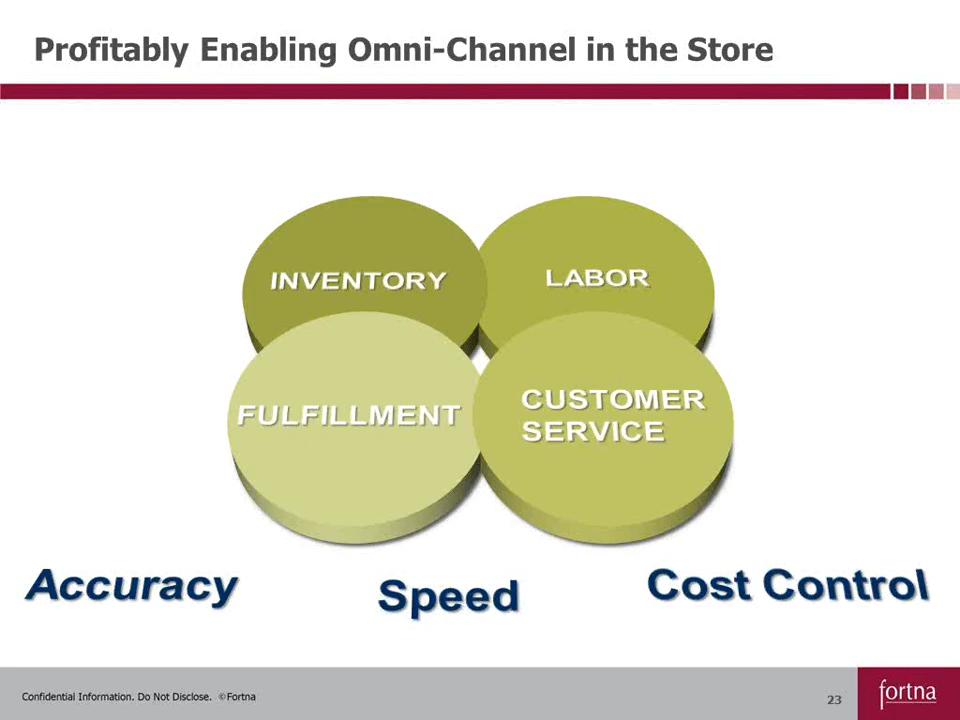 Profitably Enabling Omni-Channel in the Store
INVENTORY
LABOR
FULFILLMENT
CUSTOMER
SERVICE
Accuracy
Speed
Cost Control
Confidential Information. Do Not Disclose. ©Fortna
23
fortna